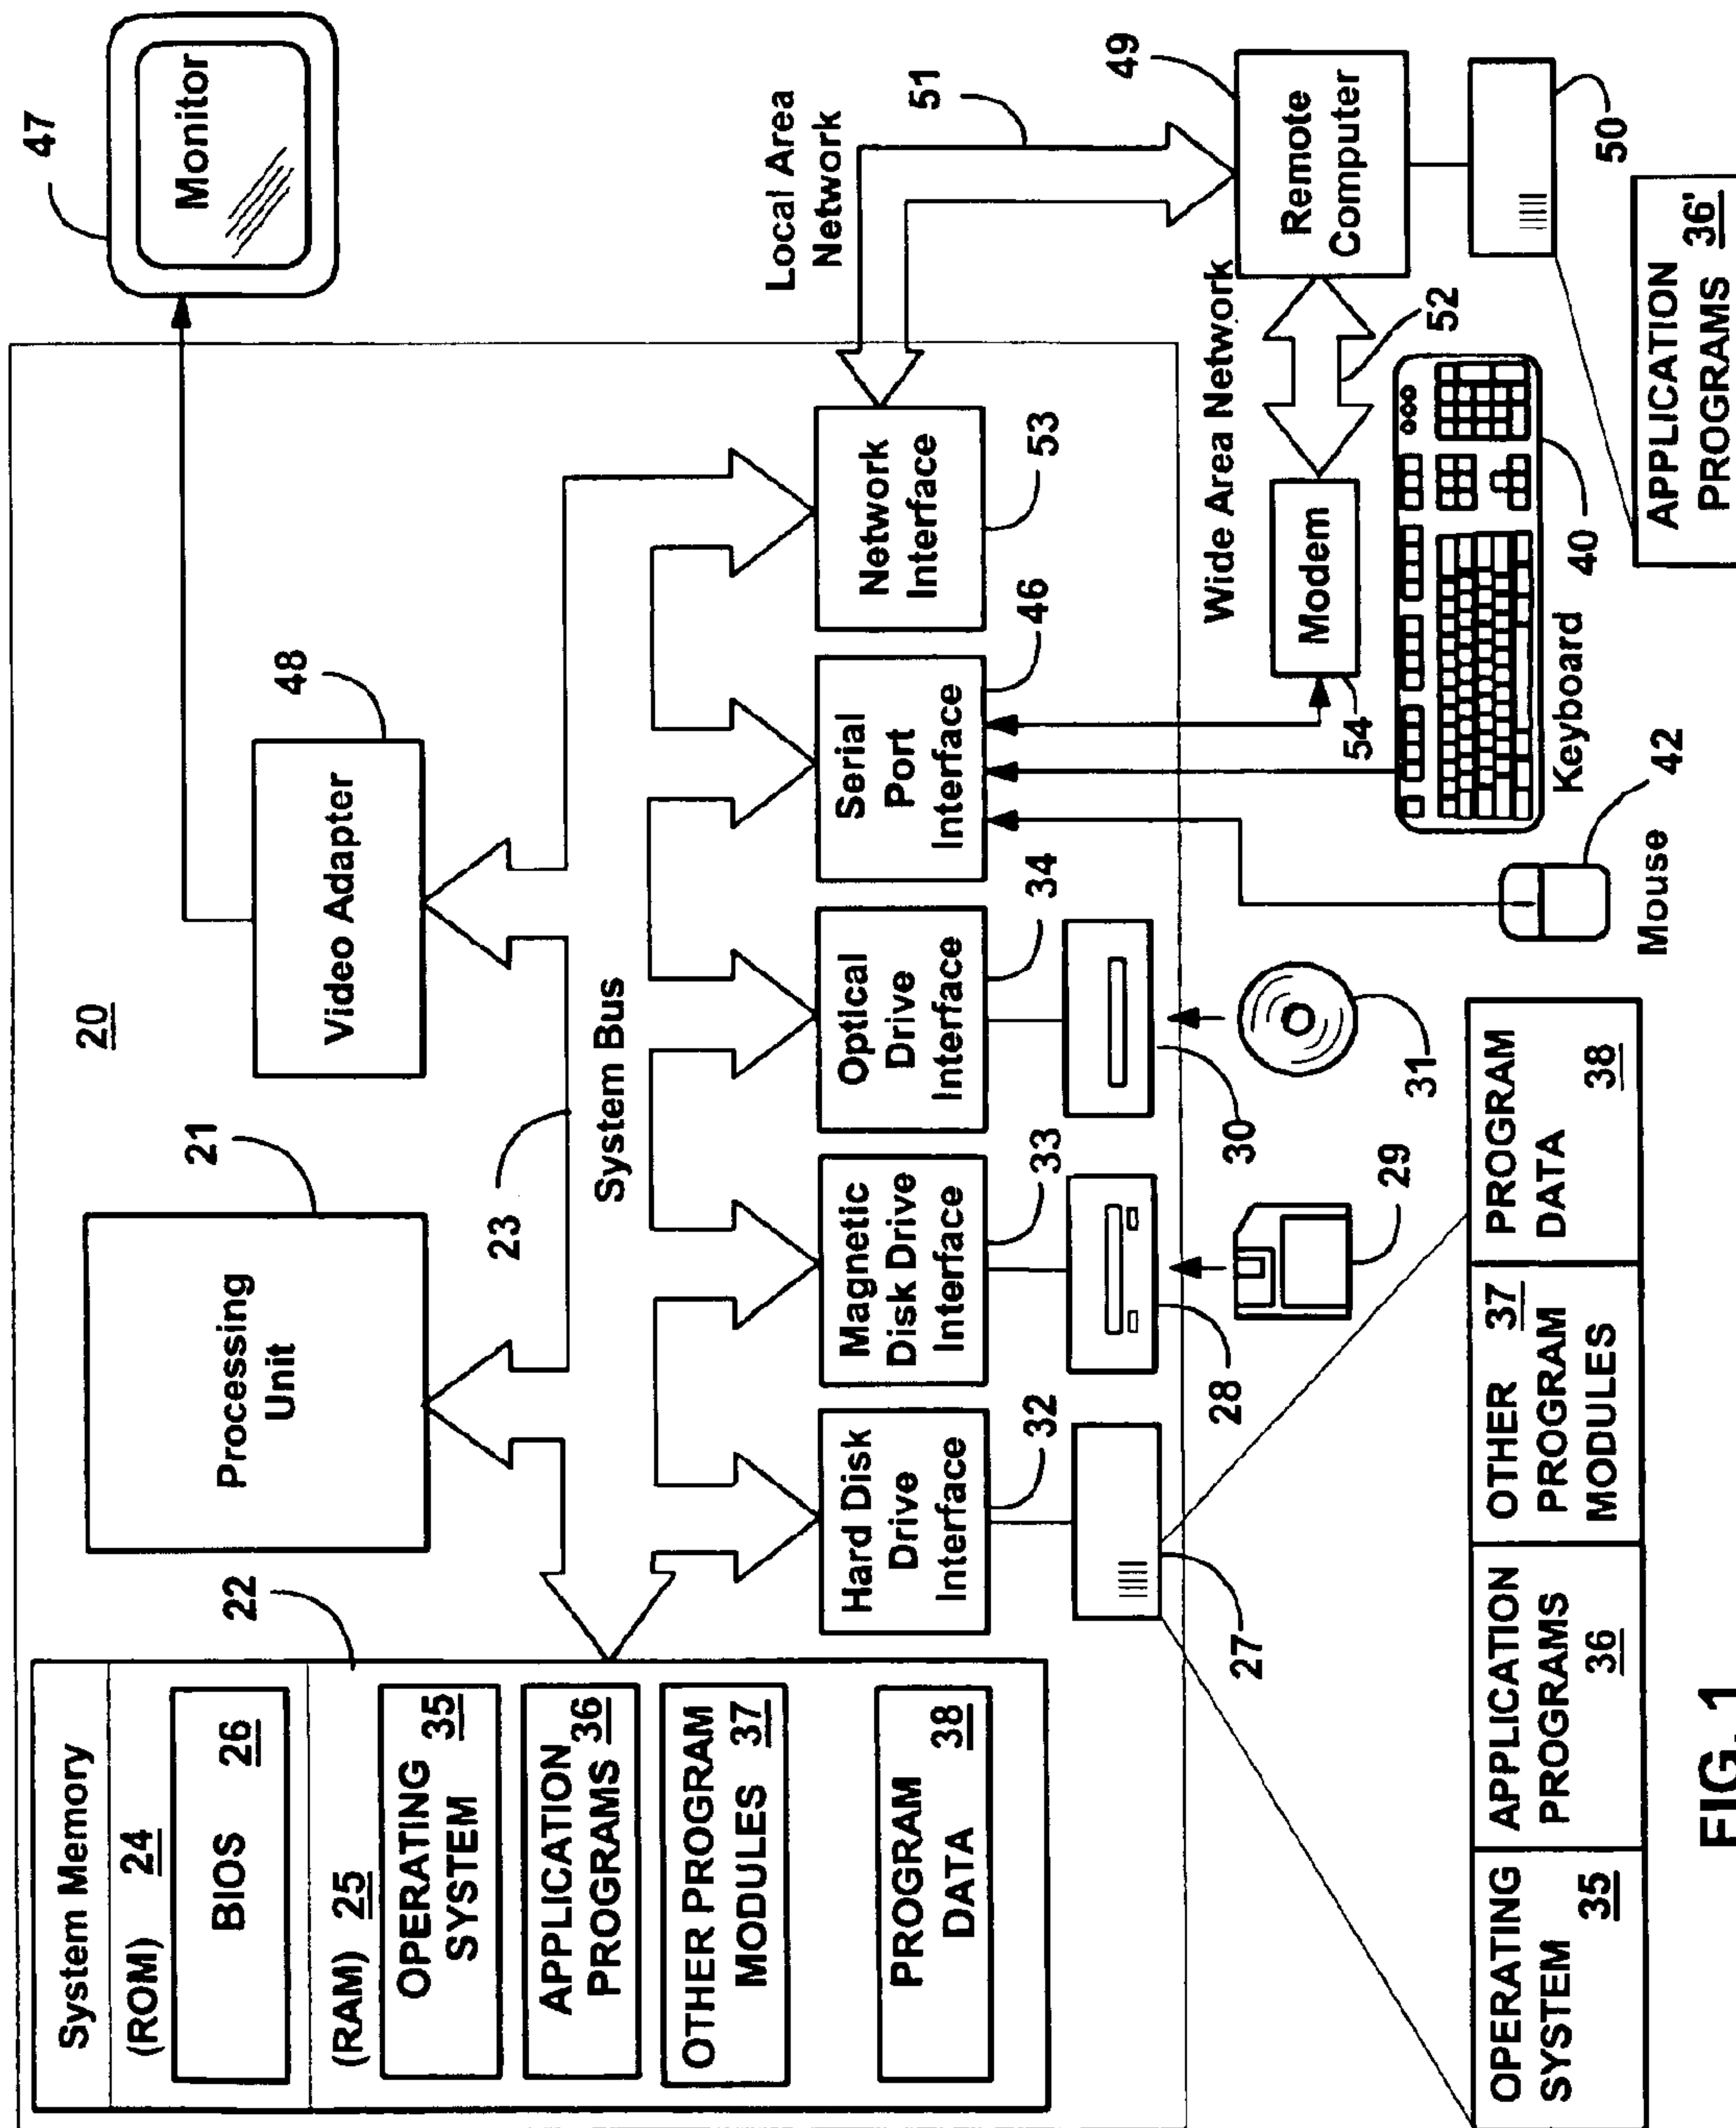 20
47
Monitor
System Memory
(ROM) 24
BIOS 26
(RAM) 25
OPERATING
SYSTEM 35
APPLICATION
PROGRAMS 36
OTHER PROGRAM
MODULES 37
PROGRAM
DATA 38
22
Processing
Unit
21
Video Adapter
48
23
System Bus
Hard Disk
Drive
Interface
32
Magnetic
Disk Drive
Interface
33
Optical
Drive
Interface
34
Serial
Port
Interface
46
Network
Interface
53
Local Area
Network
51
27
28
29
30
31
Wide Area Network
52
Modem
54
Remote
Computer
49
50
Keyboard
40
Mouse
42
OPERATING
SYSTEM
35
APPLICATION
PROGRAMS
36
OTHER 37
PROGRAM
MODULES
PROGRAM
DATA
38
APPLICATION
PROGRAMS 36'
FIG. 1